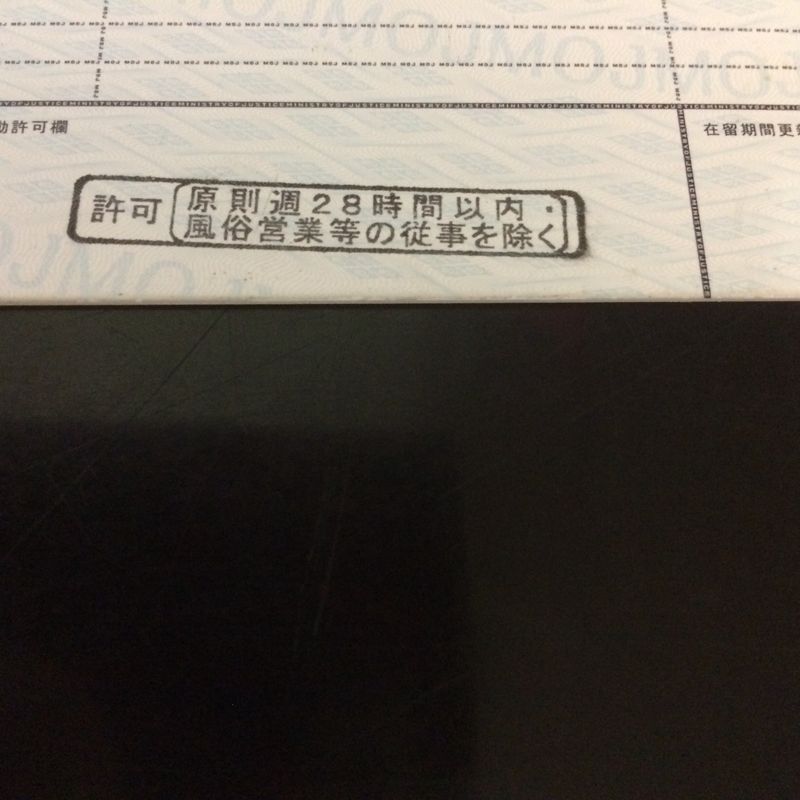 MINISTRYOFJUSTICEMINISTRYOFJUSTICEMINISTRYOFJUSTICE
動許可欄
在留期間更
許可
原則週28時間以内・
風俗営業等の従事を除く